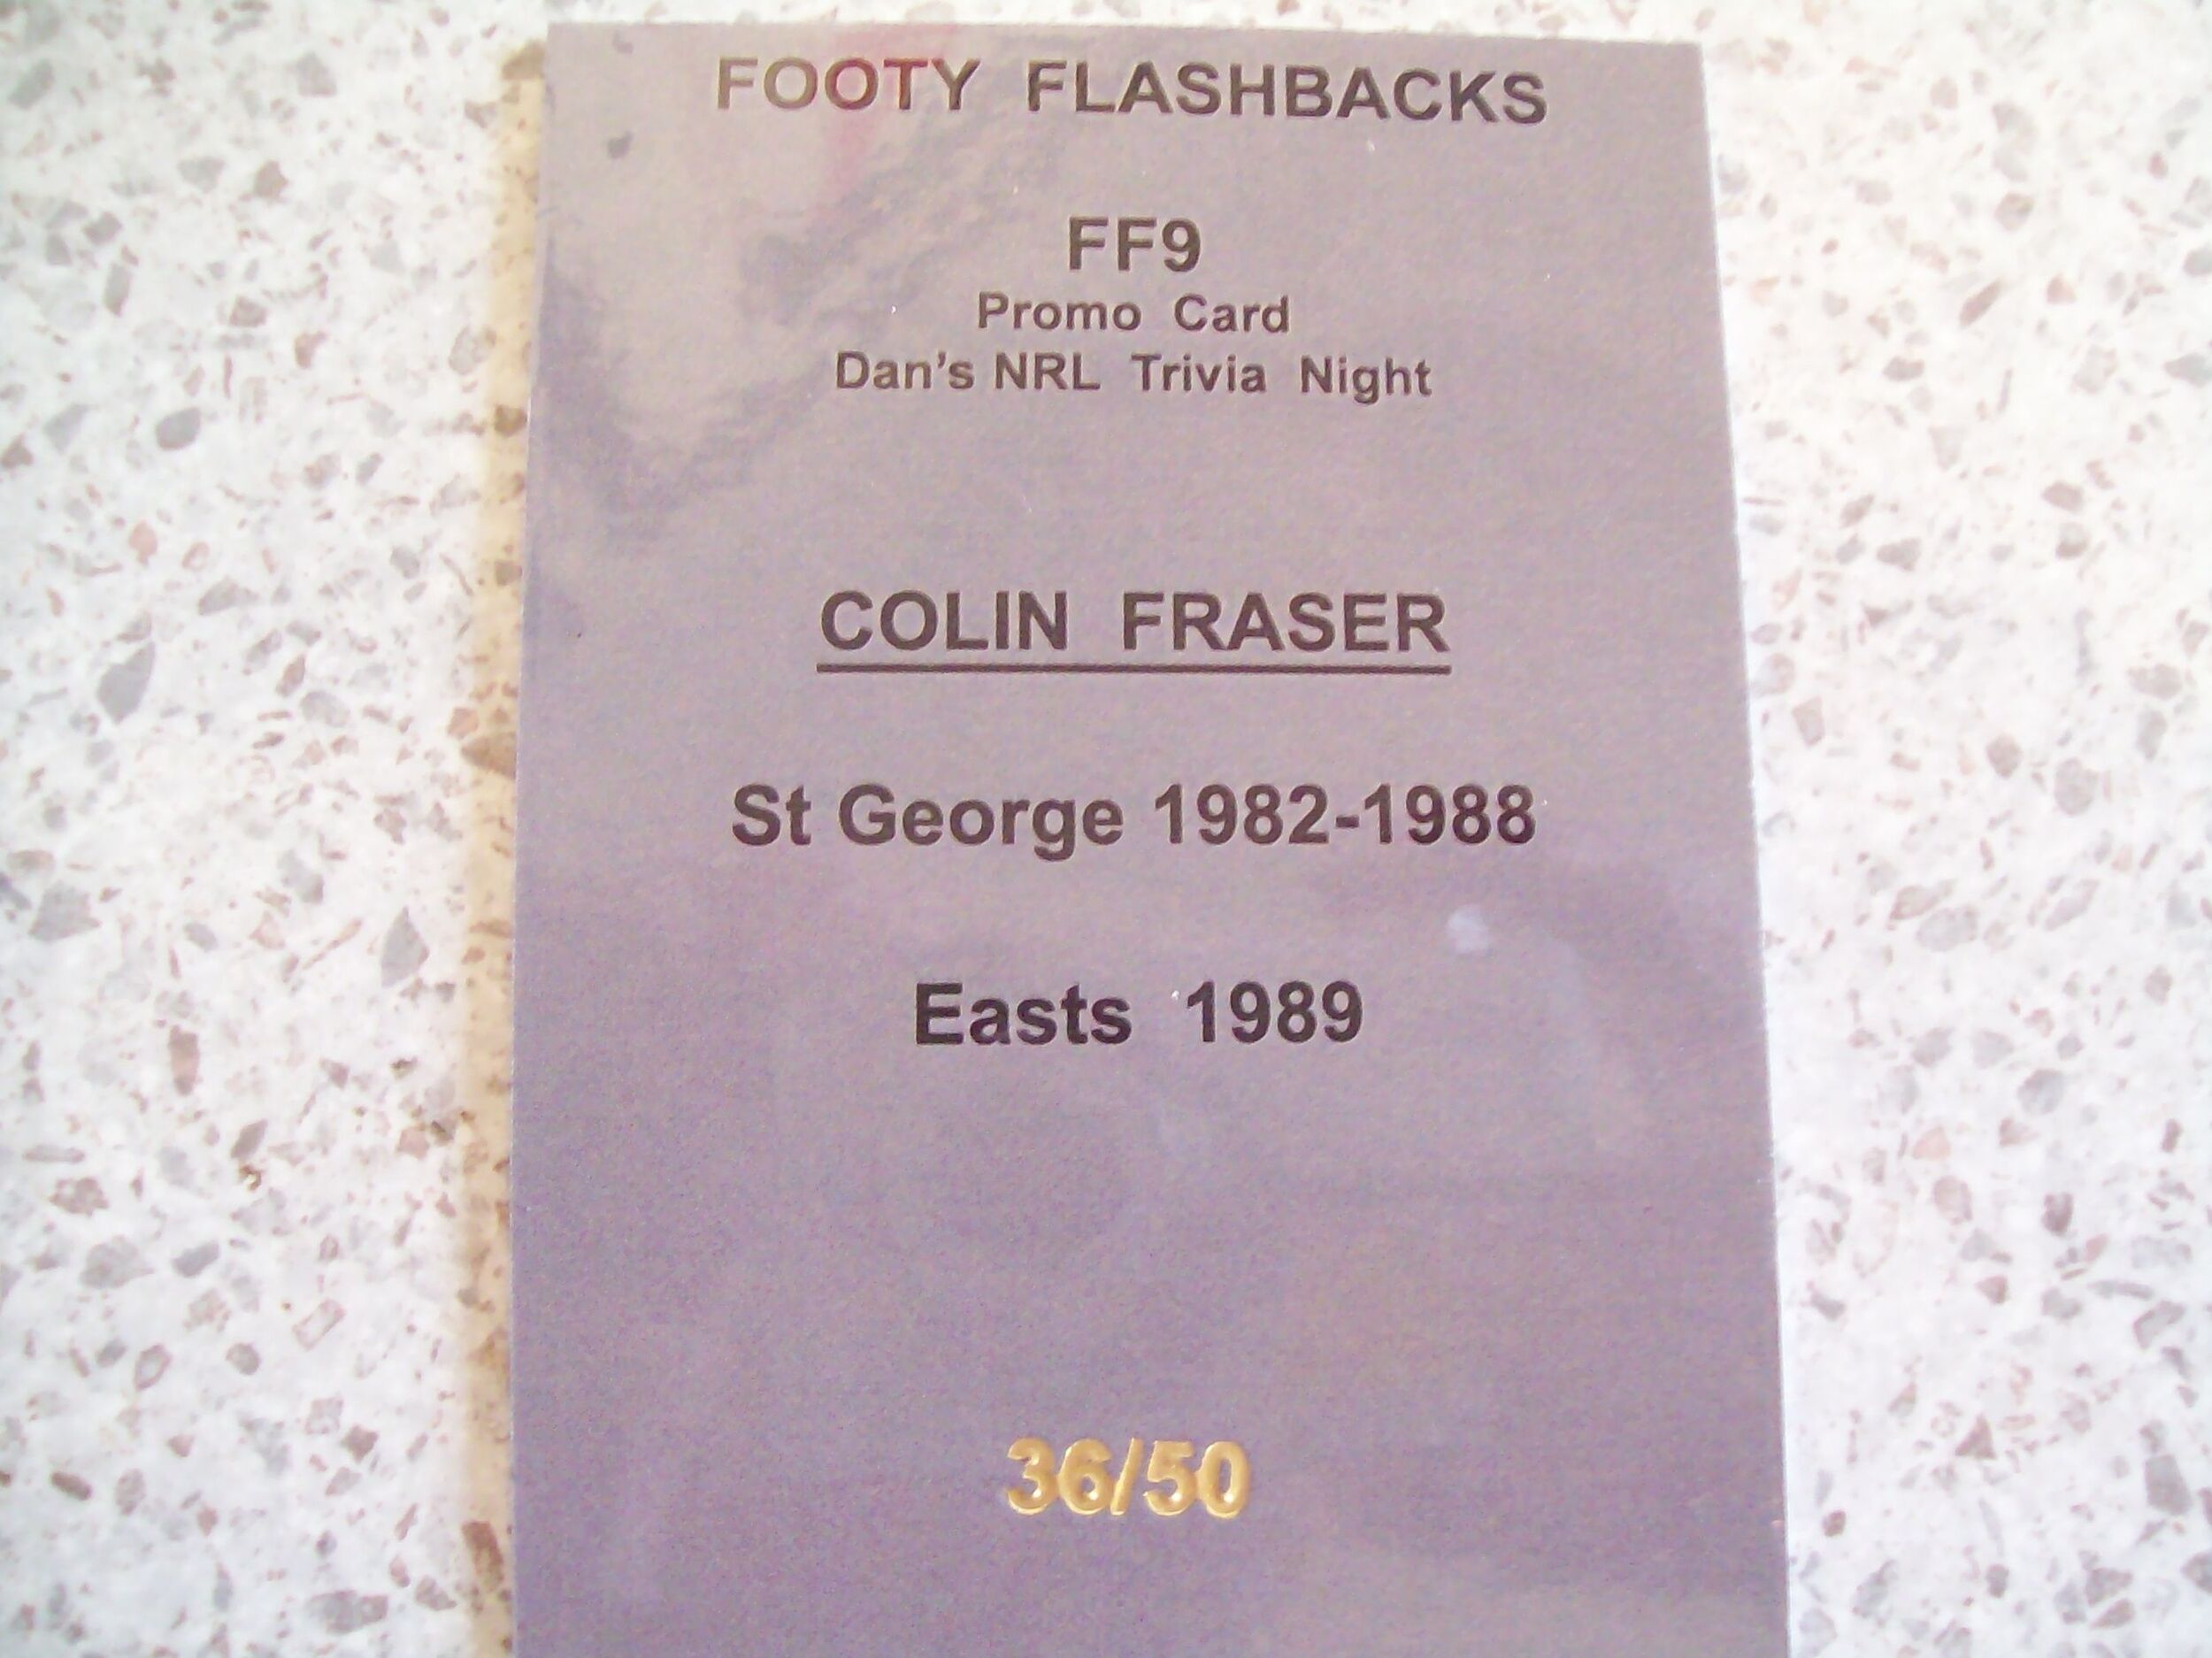 FOOTY FLASHBACKS
FF9
Promo Card
Dan's NRL Trivia Night
COLIN FRASER
St George 1982-1988
Easts 1989
36/50